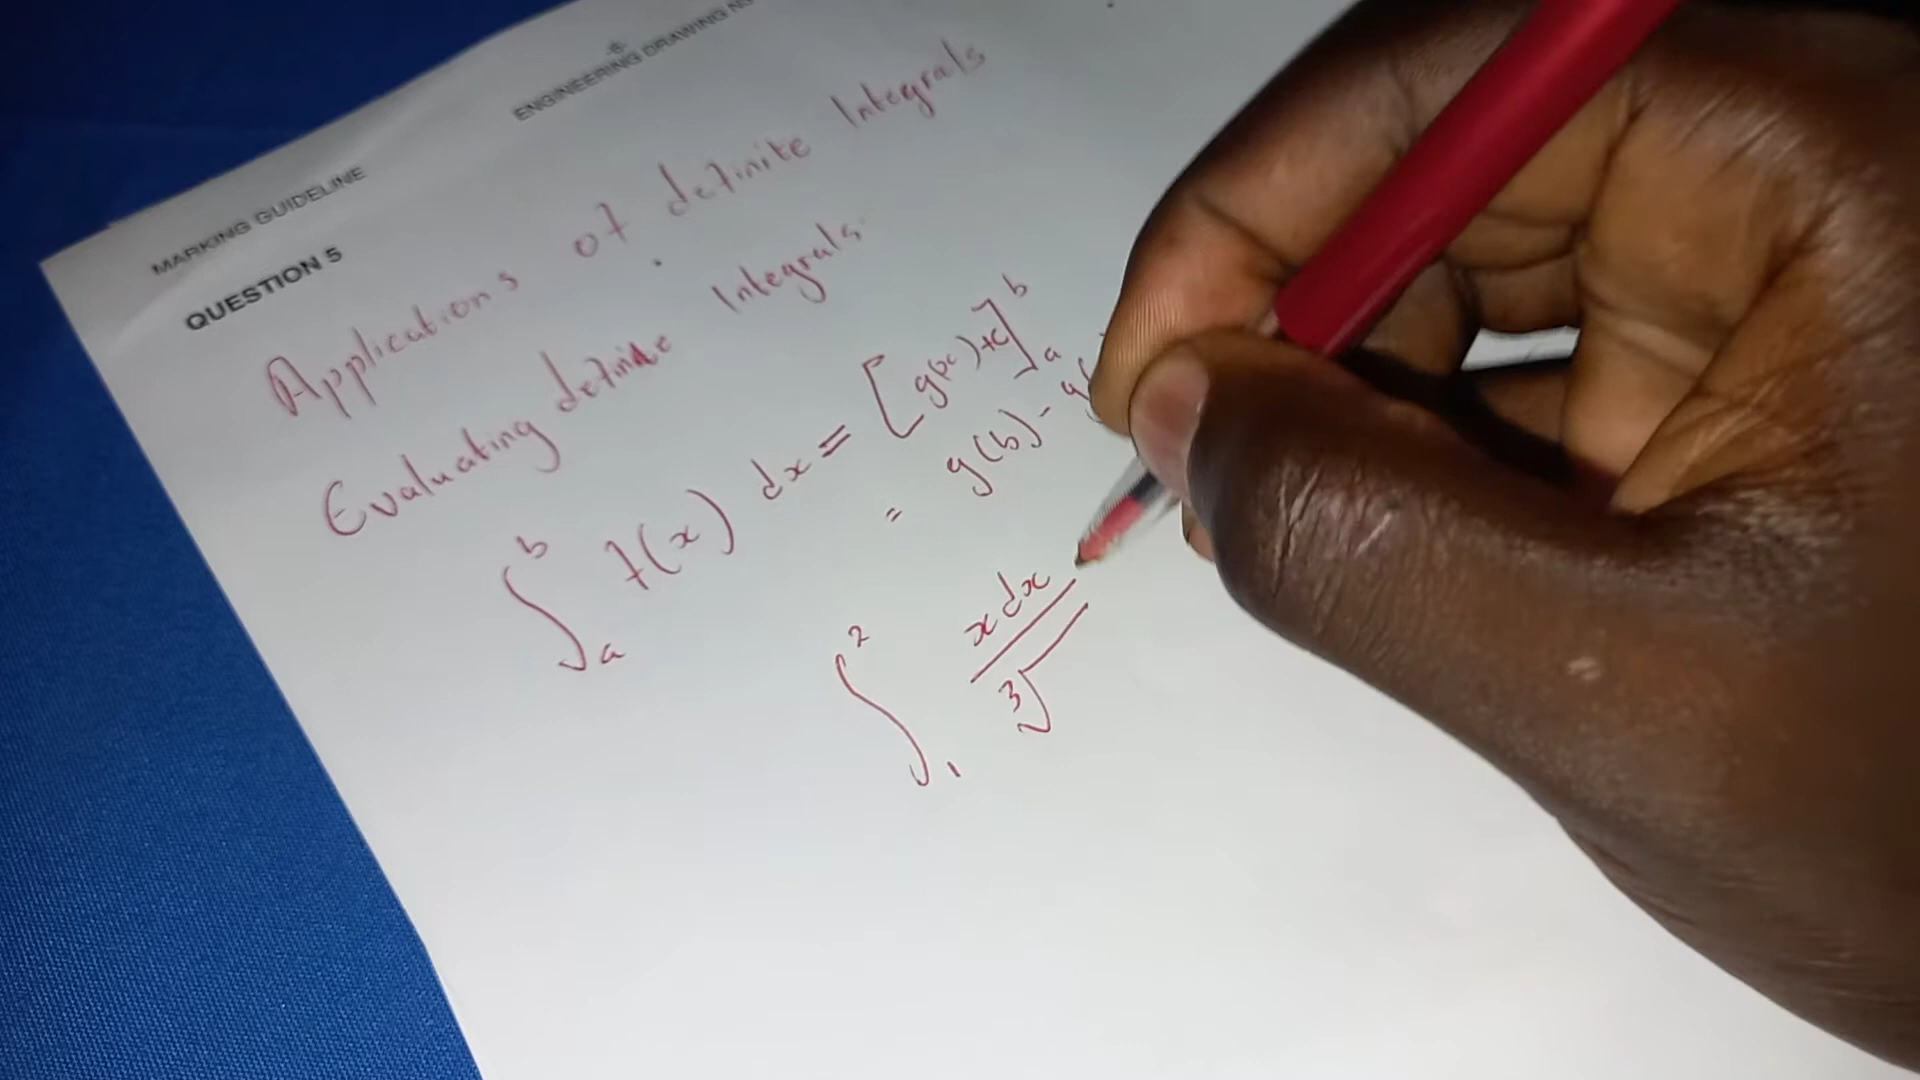 -6-
ENGINEERING DRAWING
MARKING GUIDELINE
QUESTION 5
Applications of definite Integrals
Evaluating definite Integrals
∫_a^b f(x) dx = [g(x)+c]_a^b
= g(b) - g(
∫_1^2 x dx / ∛